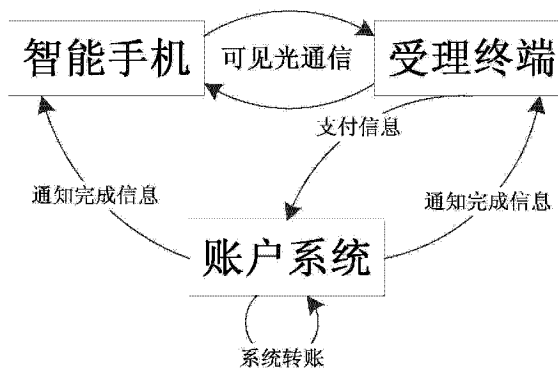 智能手机
可见光通信
受理终端
支付信息
通知完成信息
通知完成信息
账户系统
系统转账